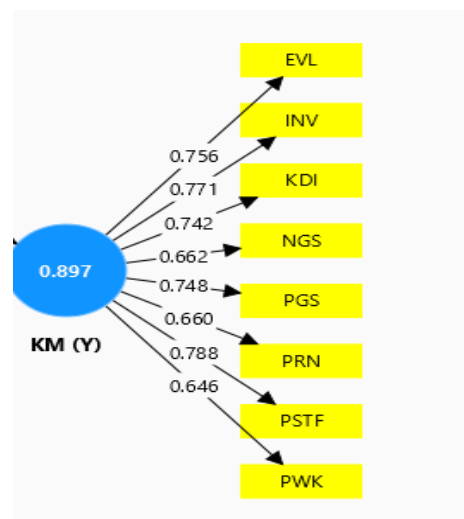 EVL
INV
KDI
NGS
PGS
PRN
PSTF
PWK
0.756
0.771
0.742
0.662
0.748
0.660
0.788
0.646
0.897
KM (Y)